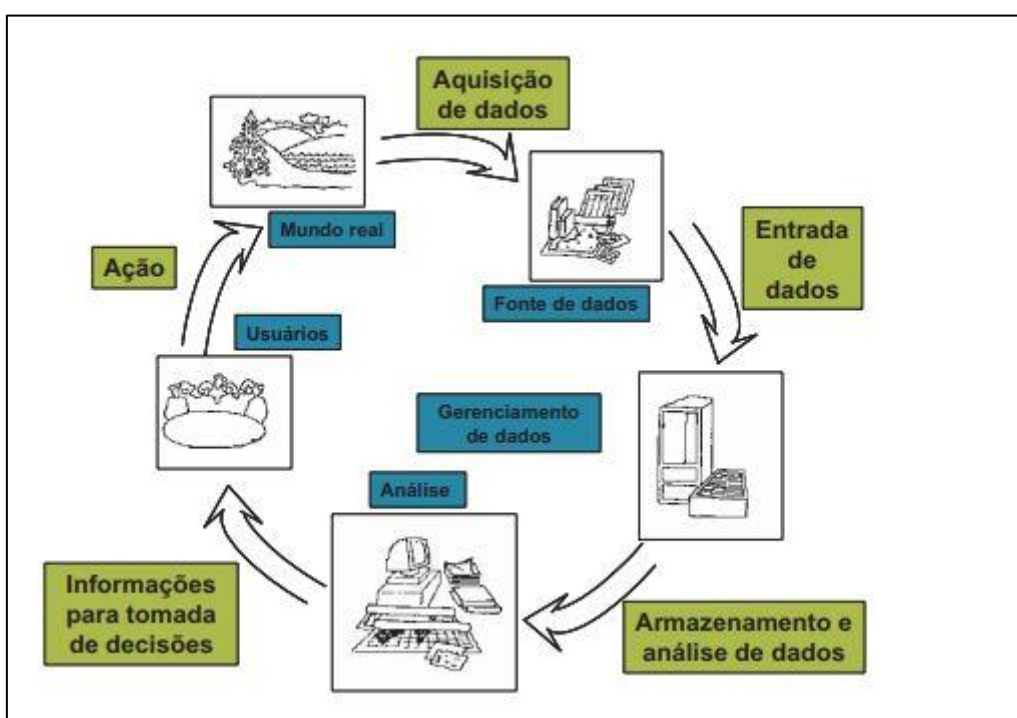 Aquisição
de dados
Mundo real
Fonte de dados
Entrada
de
dados
Gerenciamento
de dados
Armazenamento e
análise de dados
Análise
Informações
para tomada
de decisões
Usuários
Ação